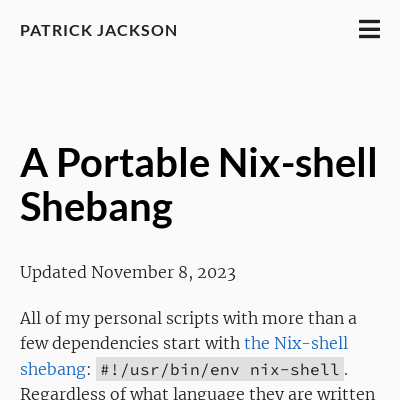 PATRICK JACKSON
A Portable Nix-shell
Shebang
Updated November 8, 2023
All of my personal scripts with more than a
few dependencies start with the Nix-shell
shebang: #!/usr/bin/env nix-shell.
Regardless of what language they are written